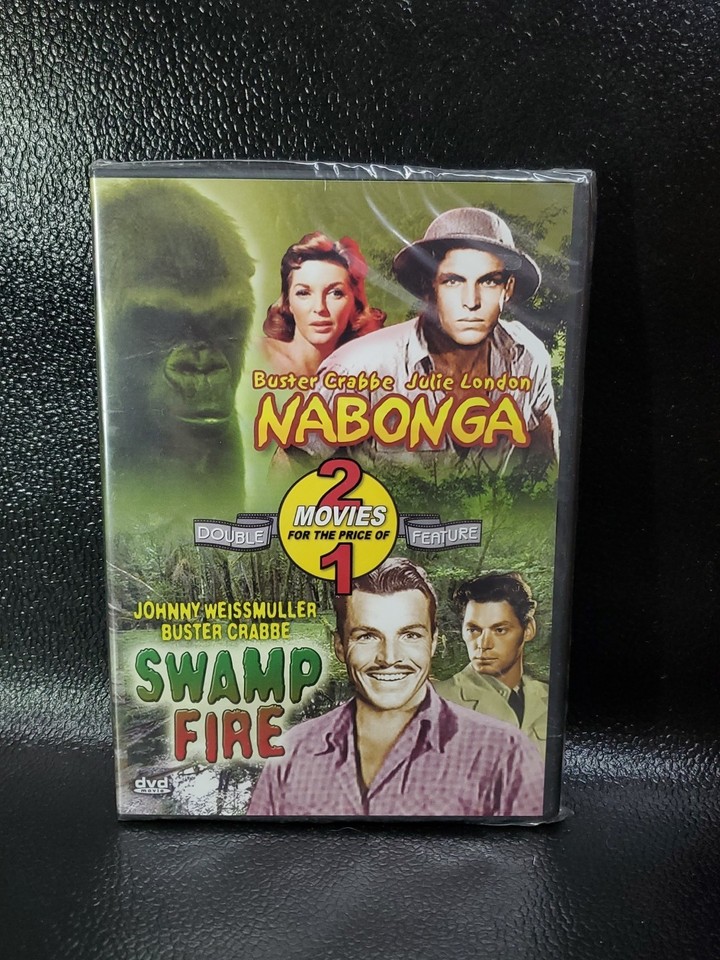 Buster Crabbe Julie London
NABONGA
2
MOVIES
FOR THE PRICE OF
1
DOUBLE FEATURE
JOHNNY WEISSMULLER
BUSTER CRABBE
SWAMP
FIRE
dvd
movie